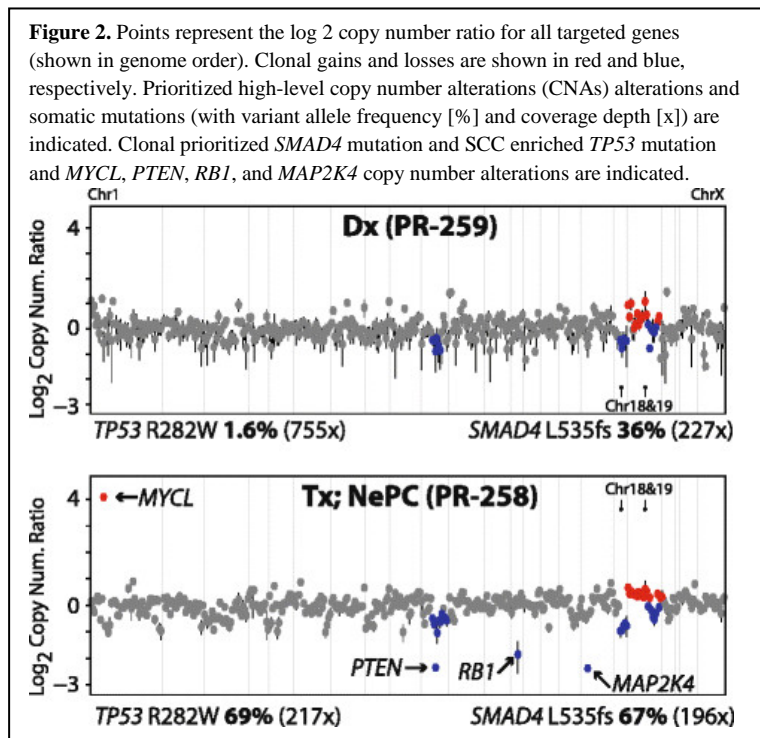 Figure 2. Points represent the log 2 copy number ratio for all targeted genes
(shown in genome order). Clonal gains and losses are shown in red and blue,
respectively. Prioritized high-level copy number alterations (CNAs) alterations and
somatic mutations (with variant allele frequency [%] and coverage depth [x]) are
indicated. Clonal prioritized SMAD4 mutation and SCC enriched TP53 mutation
and MYCL, PTEN, RB1, and MAP2K4 copy number alterations are indicated.
Chr1 ChrX
Dx (PR-259)
Log2 Copy Num. Ratio
4
0
−3
Chr18&19
TP53 R282W 1.6% (755x) SMAD4 L535fs 36% (227x)
Tx; NePC (PR-258)
Chr18&19
Log2 Copy Num. Ratio
4
0
−3
MYCL
PTEN
RB1
MAP2K4
TP53 R282W 69% (217x) SMAD4 L535fs 67% (196x)